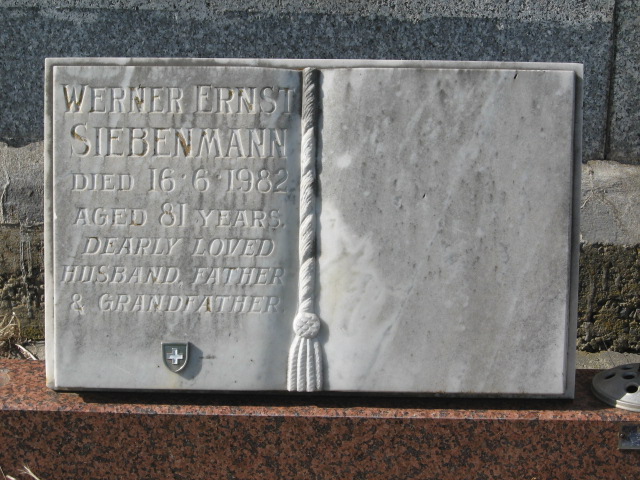 WERNER ERNST
SIEBENMANN
DIED 16·6·1982
AGED 81 YEARS.
DEARLY LOVED
HUSBAND, FATHER
& GRANDFATHER